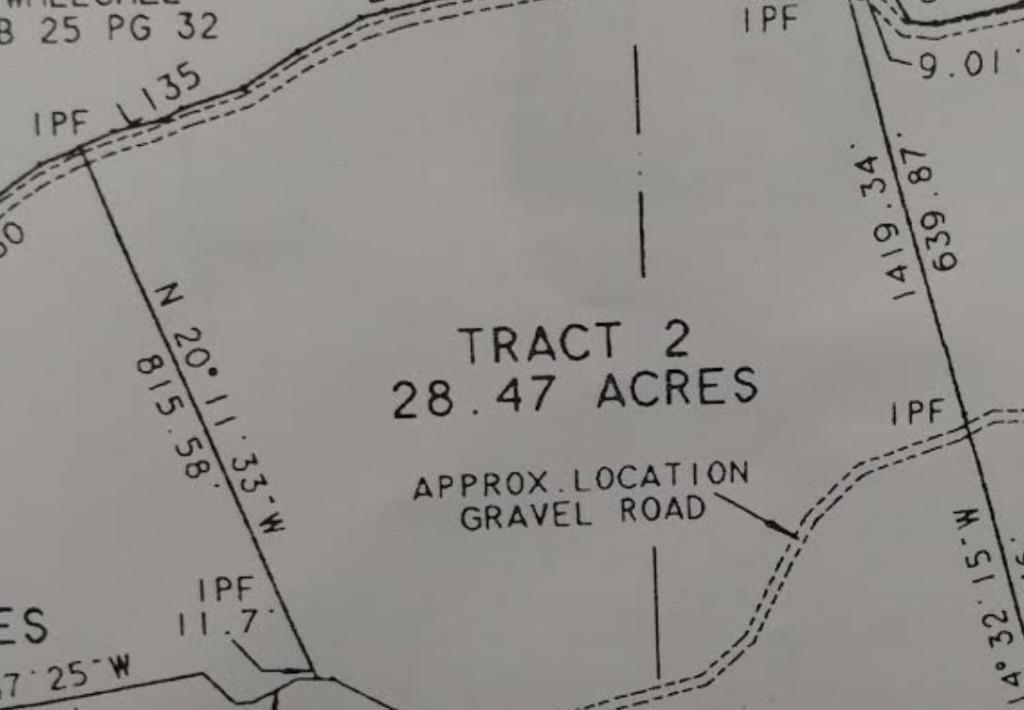 B 25 PG 32
IPF
1135
IPF
9.01
1419.34'
639.87'
N 20° 11'33"W
815.58'
TRACT 2
28.47 ACRES
IPF
APPROX. LOCATION
GRAVEL ROAD
IPF
11.7'
ES
7'25"W
4°32'15"W